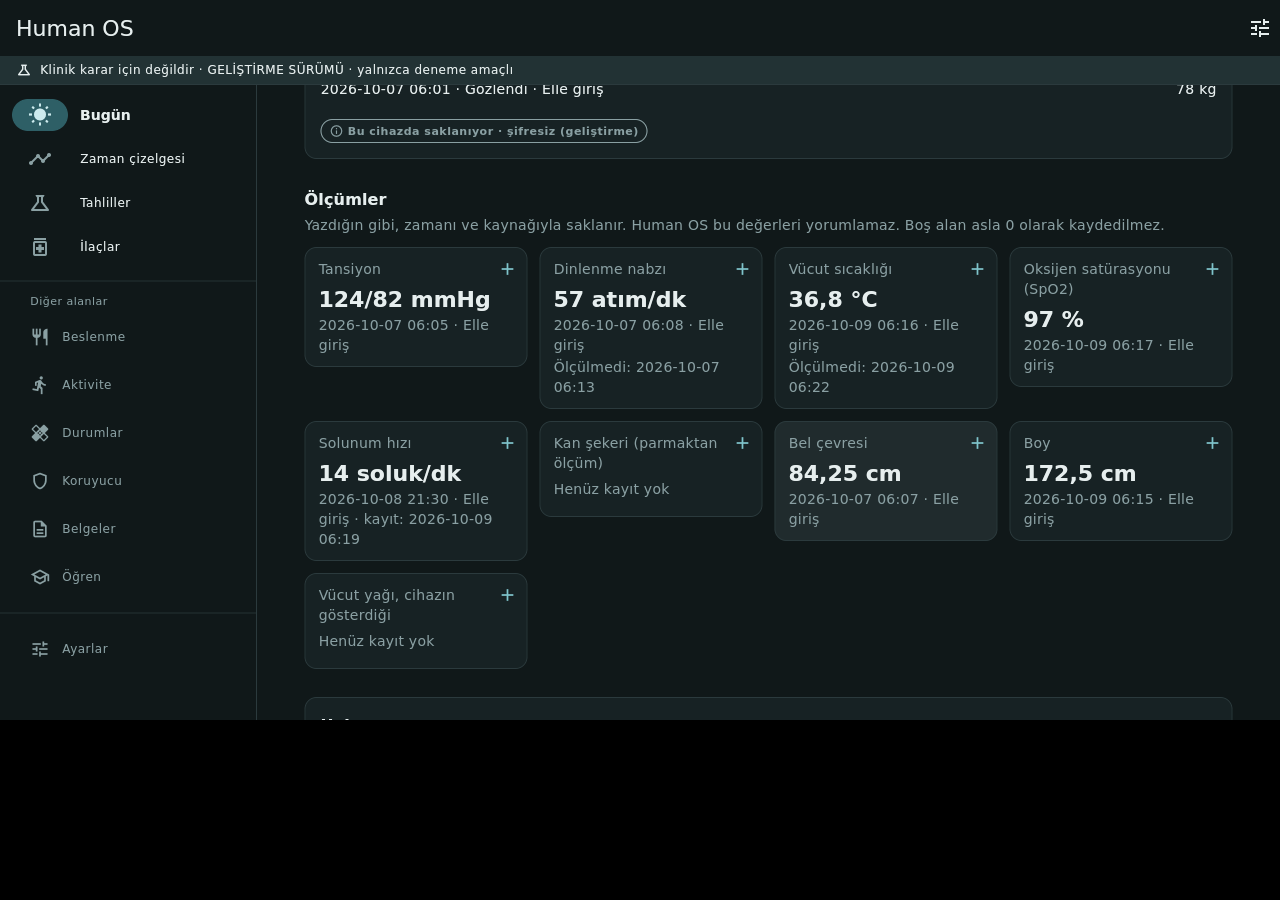 Human OS
Klinik karar için değildir · GELİŞTİRME SÜRÜMÜ · yalnızca deneme amaçlı
Bugün
Zaman çizelgesi
Tahliller
İlaçlar
Diğer alanlar
Beslenme
Aktivite
Durumlar
Koruyucu
Belgeler
Öğren
Ayarlar
2026-10-07 06:01 · Gözlendi · Elle giriş
78 kg
Bu cihazda saklanıyor · şifresiz (geliştirme)
Ölçümler
Yazdığın gibi, zamanı ve kaynağıyla saklanır. Human OS bu değerleri yorumlamaz. Boş alan asla 0 olarak kaydedilmez.
Tansiyon
124/82 mmHg
2026-10-07 06:05 · Elle
giriş
Dinlenme nabzı
57 atım/dk
2026-10-07 06:08 · Elle
giriş
Ölçülmedi: 2026-10-07
06:13
Vücut sıcaklığı
36,8 °C
2026-10-09 06:16 · Elle
giriş
Ölçülmedi: 2026-10-09
06:22
Oksijen satürasyonu
(SpO2)
97 %
2026-10-09 06:17 · Elle
giriş
Solunum hızı
14 soluk/dk
2026-10-08 21:30 · Elle
giriş · kayıt: 2026-10-09
06:19
Kan şekeri (parmaktan
ölçüm)
Henüz kayıt yok
Bel çevresi
84,25 cm
2026-10-07 06:07 · Elle
giriş
Boy
172,5 cm
2026-10-09 06:15 · Elle
giriş
Vücut yağı, cihazın
gösterdiği
Henüz kayıt yok